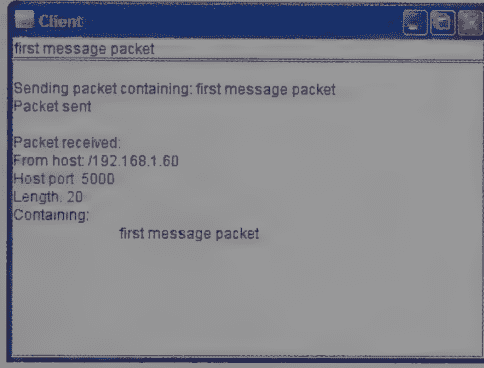 Client
first message packet
Sending packet containing: first message packet
Packet sent
Packet received:
From host: /192.168.1.60
Host port: 5000
Length: 20
Containing:
first message packet